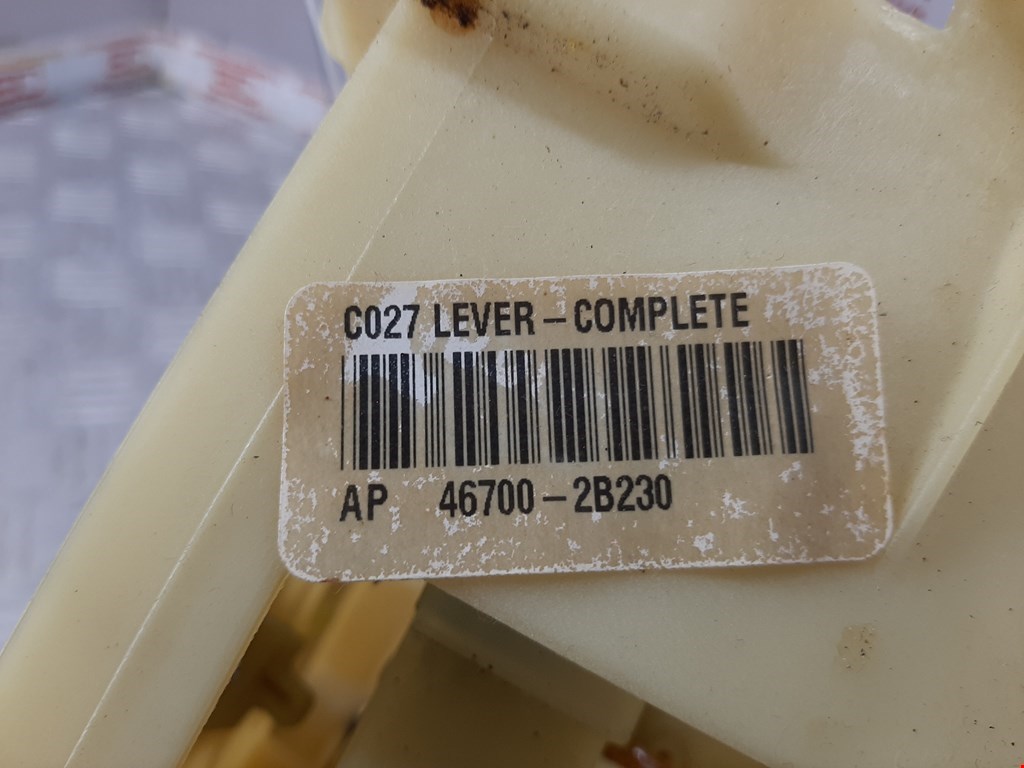 C027 LEVER – COMPLETE
AP 46700 – 2B230